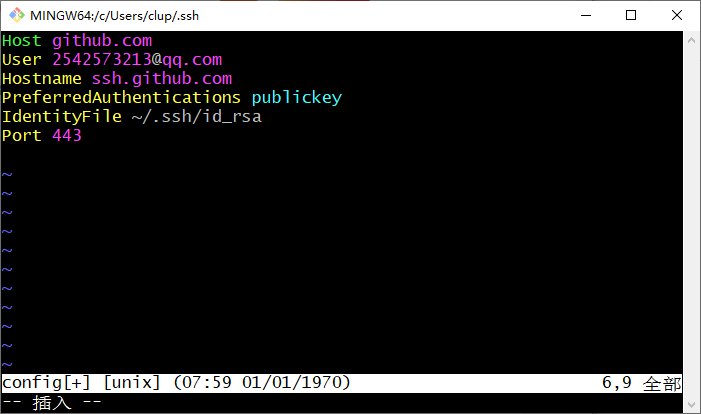 MINGW64:/c/Users/clup/.ssh
Host github.com
User 2542573213@qq.com
Hostname ssh.github.com
PreferredAuthentications publickey
IdentityFile ~/.ssh/id_rsa
Port 443
~
~
~
~
~
~
~
~
~
~
~
config[+] [unix] (07:59 01/01/1970) 6,9 全部
-- 插入 --